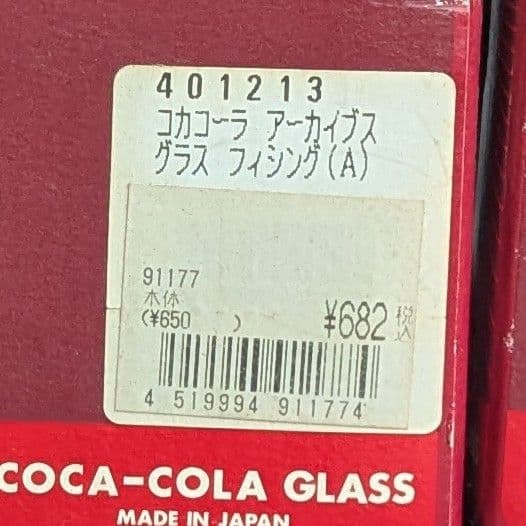 401213
コカコーラ アーカイブス
グラス フィシング(A)
91177
本体
(¥650 )
¥682 税込
4 519994 911774
COCA-COLA GLASS
MADE IN JAPAN